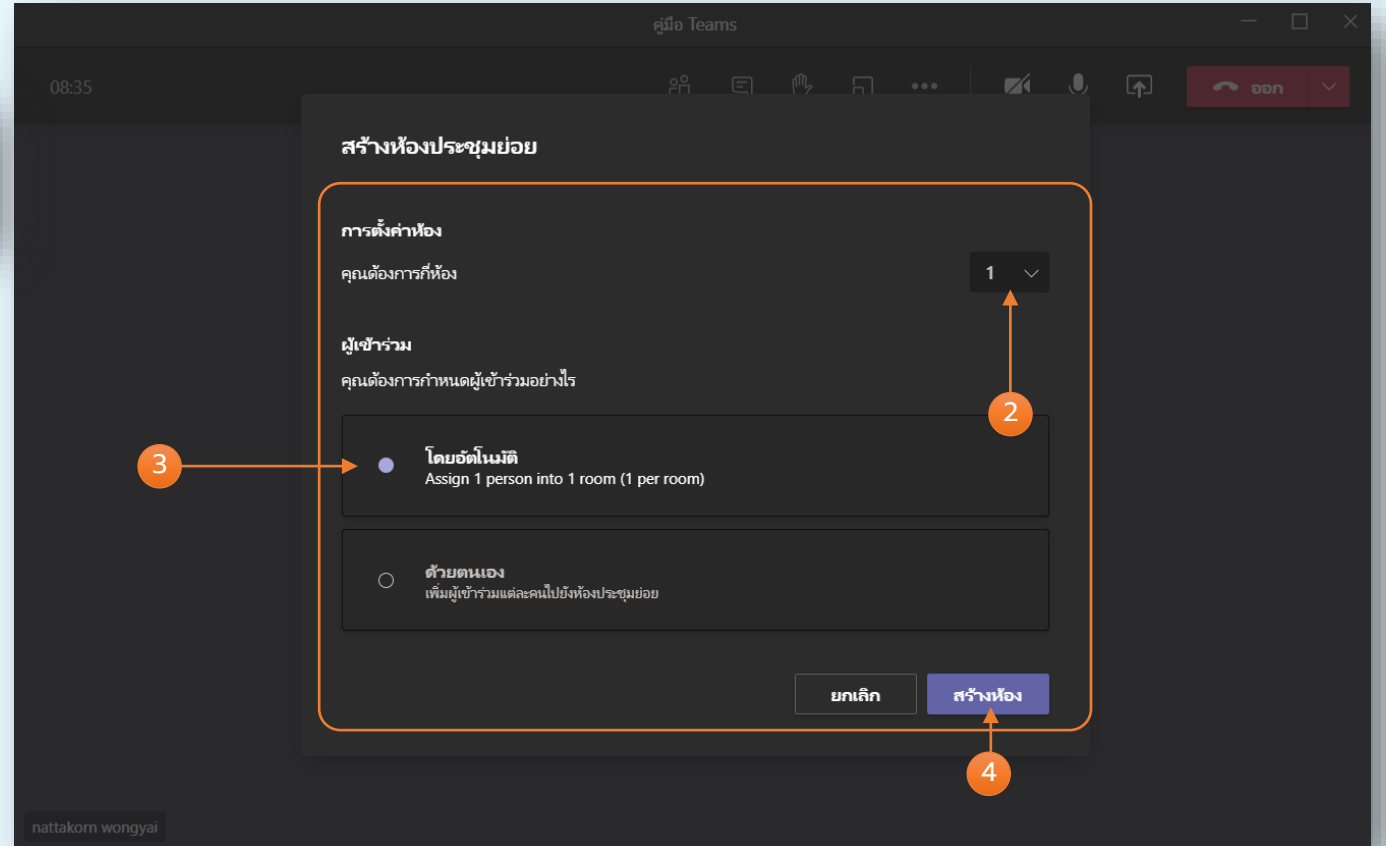 คู่มือ Teams
08:35
ออก
สร้างห้องประชุมย่อย
การตั้งค่าห้อง
คุณต้องการกี่ห้อง
1
ผู้เข้าร่วม
คุณต้องการกำหนดผู้เข้าร่วมอย่างไร
2
3
โดยอัตโนมัติ
Assign 1 person into 1 room (1 per room)
ด้วยตนเอง
เพิ่มผู้เข้าร่วมแต่ละคนไปยังห้องประชุมย่อย
ยกเลิก
สร้างห้อง
4
nattakorn wongyai